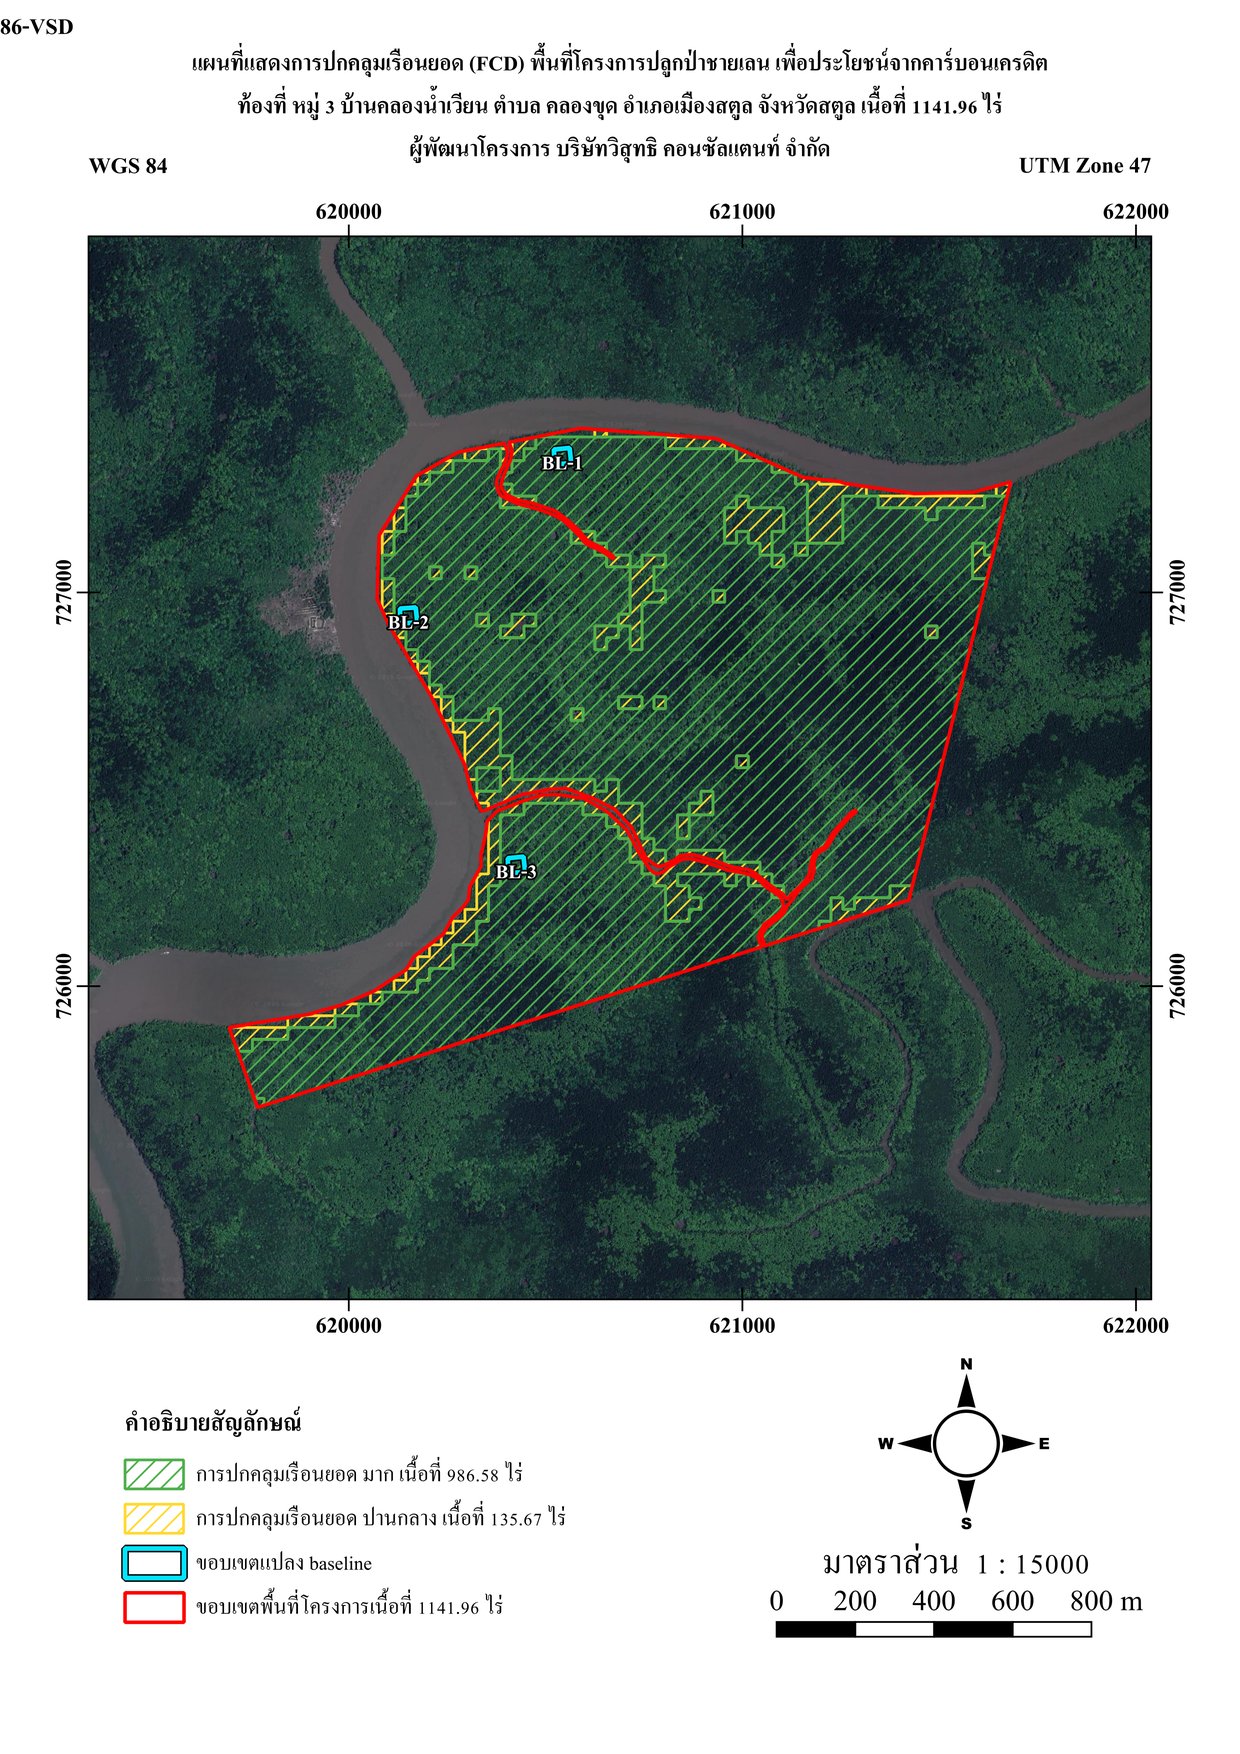 86-VSD
แผนที่แสดงการปกคลุมเรือนยอด (FCD) พื้นที่โครงการปลูกป่าชายเลน เพื่อประโยชน์จากคาร์บอนเครดิต
ท้องที่ หมู่ 3 บ้านคลองน้ำเวียน ตำบล คลองขุด อำเภอเมืองสตูล จังหวัดสตูล เนื้อที่ 1141.96 ไร่
ผู้พัฒนาโครงการ บริษัทวิสุทธิ คอนซัลแตนท์ จำกัด
WGS 84
UTM Zone 47
620000 621000 622000
BL-1
727000 727000
BL-2
BL-3
726000 726000
620000 621000 622000
N
W E
S
คำอธิบายสัญลักษณ์
การปกคลุมเรือนยอด มาก เนื้อที่ 986.58 ไร่
การปกคลุมเรือนยอด ปานกลาง เนื้อที่ 135.67 ไร่
ขอบเขตแปลง baseline
ขอบเขตพื้นที่โครงการเนื้อที่ 1141.96 ไร่
มาตราส่วน 1 : 15000
0 200 400 600 800 m